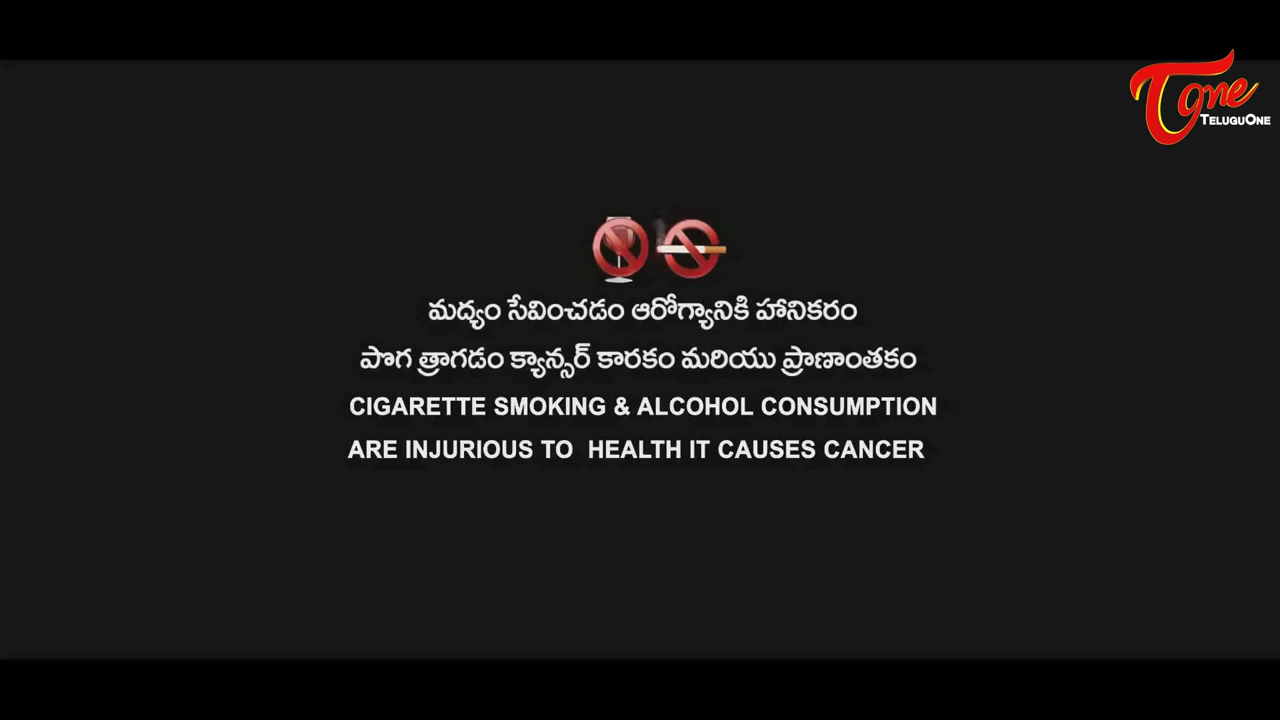 Tone
TELUGUONE
మద్యం సేవించడం ఆరోగ్యానికి హానికరం
పొగ త్రాగడం క్యాన్సర్ కారకం మరియు ప్రాణాంతకం
CIGARETTE SMOKING & ALCOHOL CONSUMPTION
ARE INJURIOUS TO HEALTH IT CAUSES CANCER